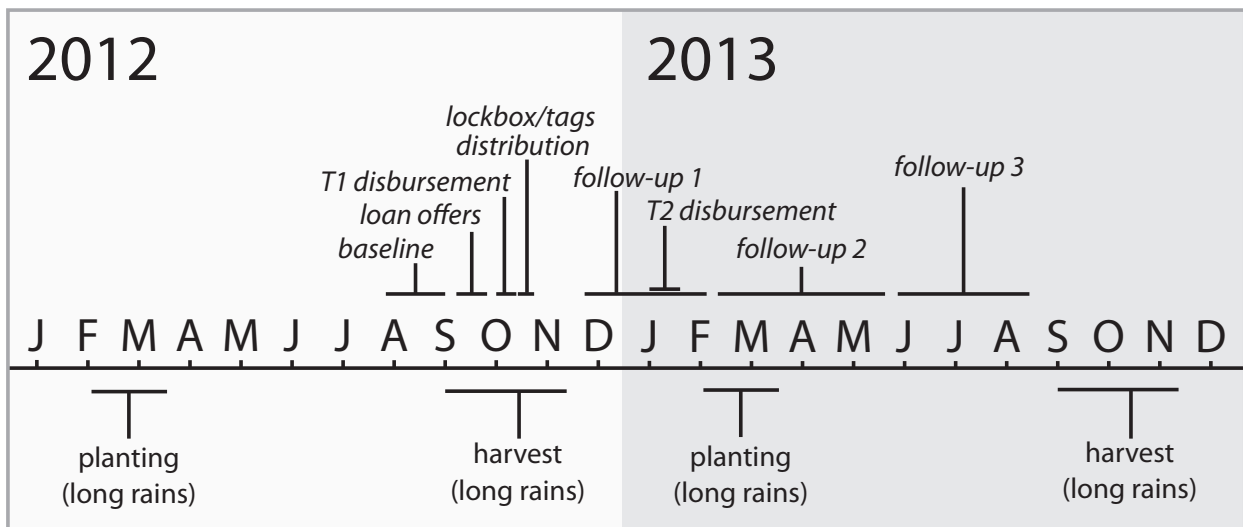 2012
2013
lockbox/tags
distribution
T1 disbursement
follow-up 1
follow-up 3
loan offers
T2 disbursement
baseline
follow-up 2
J F M A M J J A S O N D J F M A M J J A S O N D
planting
(long rains)
harvest
(long rains)
planting
(long rains)
harvest
(long rains)